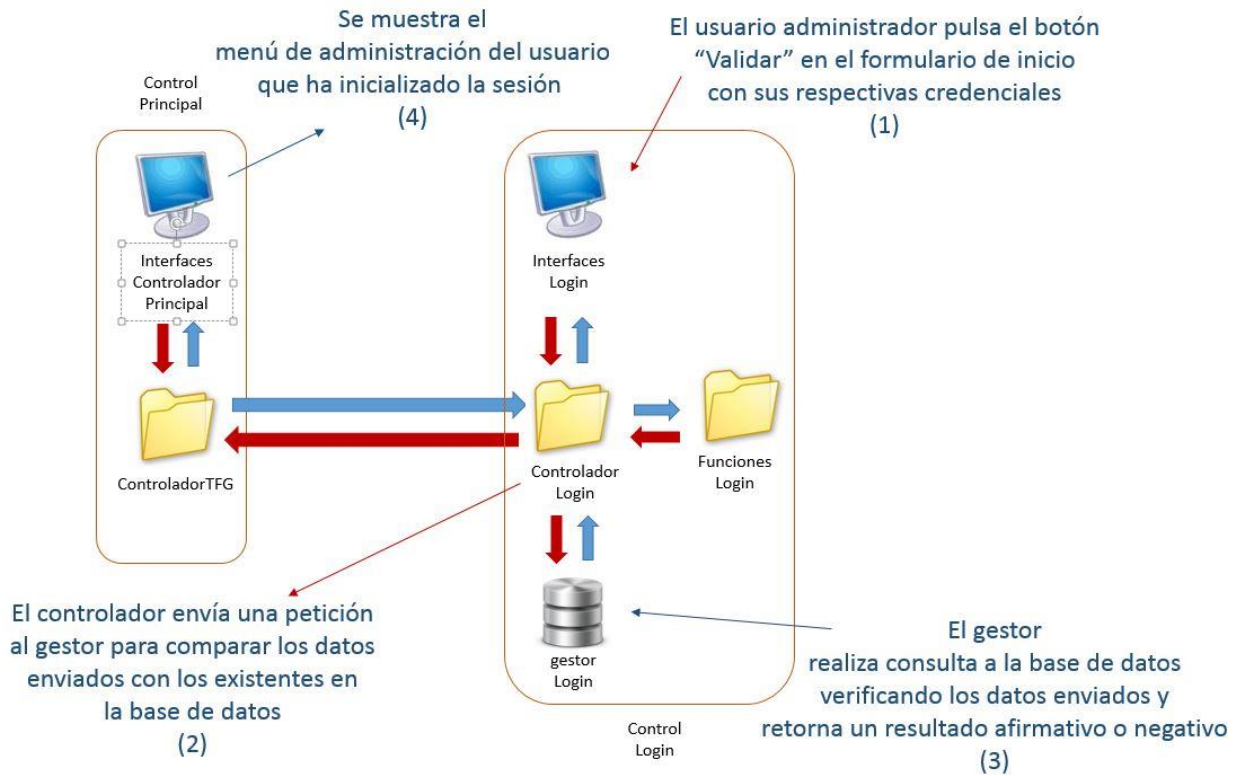 Se muestra el
menú de administración del usuario
que ha inicializado la sesión
(4)
El usuario administrador pulsa el botón
“Validar” en el formulario de inicio
con sus respectivas credenciales
(1)
Control
Principal
Interfaces
Controlador
Principal
Interfaces
Login
ControladorTFG
Controlador
Login
Funciones
Login
gestor
Login
El controlador envía una petición
al gestor para comparar los datos
enviados con los existentes en
la base de datos
(2)
El gestor
realiza consulta a la base de datos
verificando los datos enviados y
retorna un resultado afirmativo o negativo
(3)
Control
Login